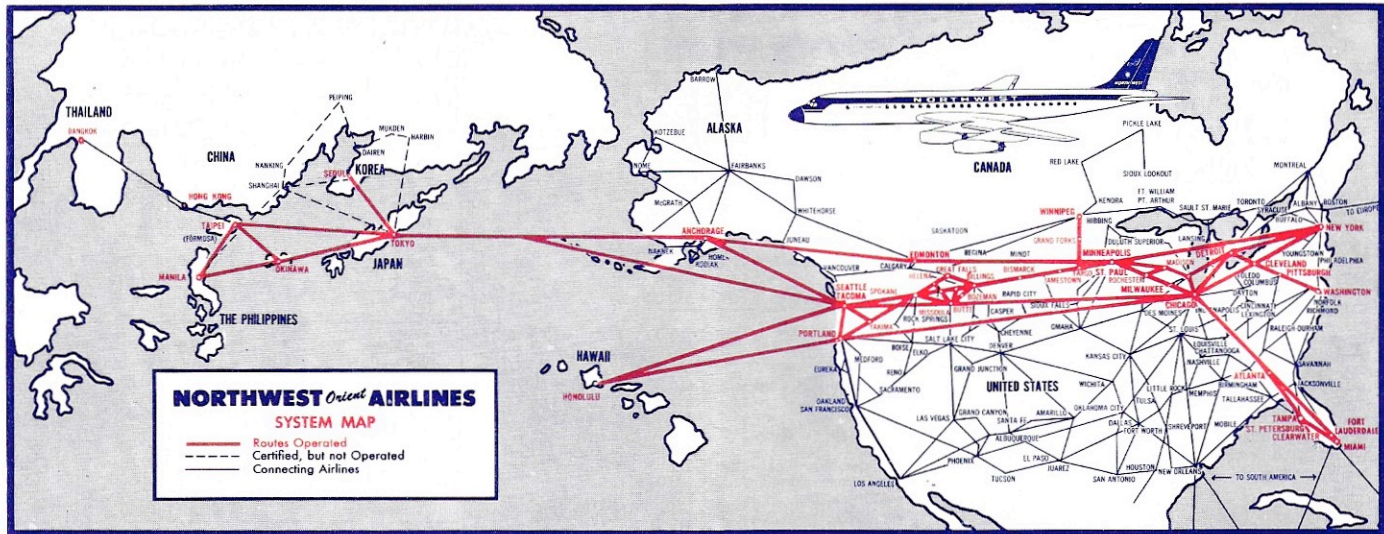 BARROW
THAILAND
BANGKOK
PEIPING
MUKDEN
HARBIN
DAIREN
CHINA
NANKING
SHANGHAI
KOREA
SEOUL
HONG KONG
TAIPEI
(FORMOSA)
MANILA
OKINAWA
TOKYO
JAPAN
THE PHILIPPINES
KOTZEBUE
ALASKA
NOME
FAIRBANKS
McGRATH
DAWSON
WHITEHORSE
ANCHORAGE
JUNEAU
NAKNEK
HOMER
KODIAK
NORTHWEST
CANADA
PICKLE LAKE
RED LAKE
SIOUX LOOKOUT
KENORA
FT. WILLIAM
PT. ARTHUR
SAULT ST. MARIE
MONTREAL
TORONTO
SYRACUSE
ALBANY
BOSTON
BUFFALO
TO EUROPE
NEW YORK
WINNIPEG
HIBBING
SASKATOON
GRAND FORKS
MINNEAPOLIS
ST. PAUL
DULUTH SUPERIOR
LANSING
DETROIT
YOUNGSTOWN
PHILADELPHIA
EDMONTON
REGINA
MINOT
VANCOUVER
CALGARY
GREAT FALLS
HELENA
BILLINGS
BISMARCK
JAMESTOWN
FARGO
ROCHESTER
MADISON
MILWAUKEE
CHICAGO
CLEVELAND
PITTSBURGH
TOLEDO
COLUMBUS
WASHINGTON
SEATTLE
TACOMA
SPOKANE
YAKIMA
PORTLAND
MISSOULA
BUTTE
BOZEMAN
ROCK SPRINGS
RAPID CITY
CASPER
SIOUX FALLS
DES MOINES
INDIANAPOLIS
DAYTON
CINCINNATI
LEXINGTON
NORFOLK
RICHMOND
RALEIGH-DURHAM
CHEYENNE
OMAHA
ST. LOUIS
LOUISVILLE
CHATTANOOGA
NASHVILLE
SAVANNAH
BOISE
ELKO
SALT LAKE CITY
DENVER
MEDFORD
EUREKA
RENO
GRAND JUNCTION
KANSAS CITY
UNITED STATES
WICHITA
LITTLE ROCK
MEMPHIS
BIRMINGHAM
ATLANTA
JACKSONVILLE
TALLAHASSEE
SACRAMENTO
OAKLAND
SAN FRANCISCO
LAS VEGAS
GRAND CANYON
SANTA FE
AMARILLO
OKLAHOMA CITY
TULSA
DALLAS
FORT WORTH
SHREVEPORT
MOBILE
TAMPA
ST. PETERSBURG
CLEARWATER
FORT
LAUDERDALE
MIAMI
ALBUQUERQUE
PHOENIX
EL PASO
JUAREZ
HOUSTON
NEW ORLEANS
LOS ANGELES
TUCSON
SAN ANTONIO
TO SOUTH AMERICA
HAWAII
HONOLULU
NORTHWEST Orient AIRLINES
SYSTEM MAP
Routes Operated
Certified, but not Operated
Connecting Airlines